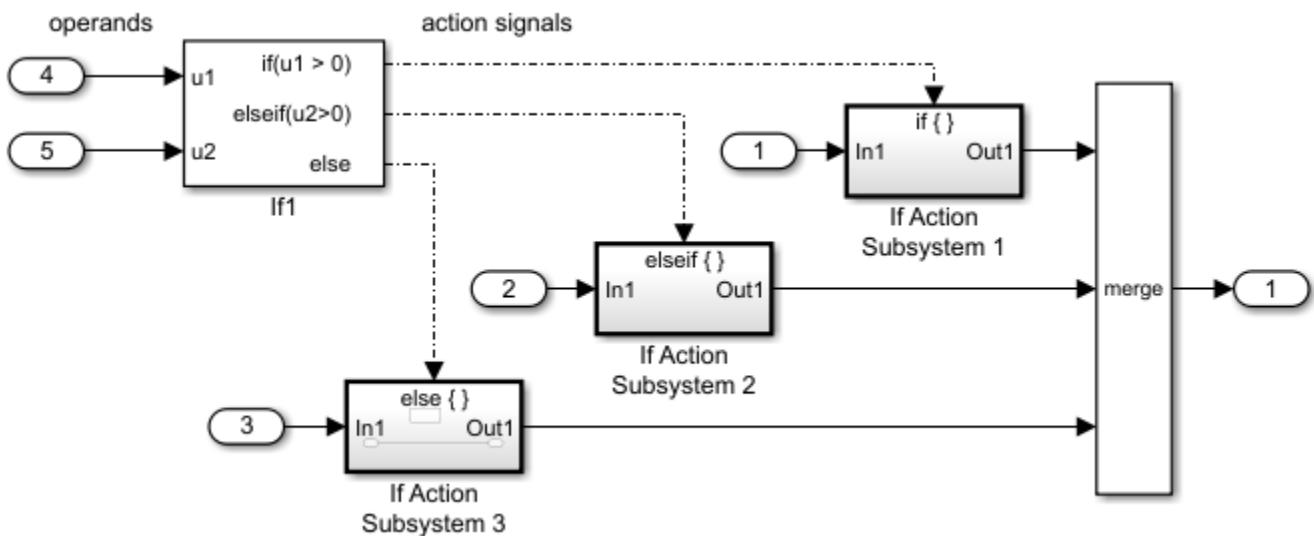 operands
action signals
4
u1
if(u1 > 0)
elseif(u2>0)
5
u2
else
If1
if { }
1
In1
Out1
If Action
Subsystem 1
elseif { }
2
In1
Out1
If Action
Subsystem 2
merge
1
else { }
3
In1
Out1
If Action
Subsystem 3